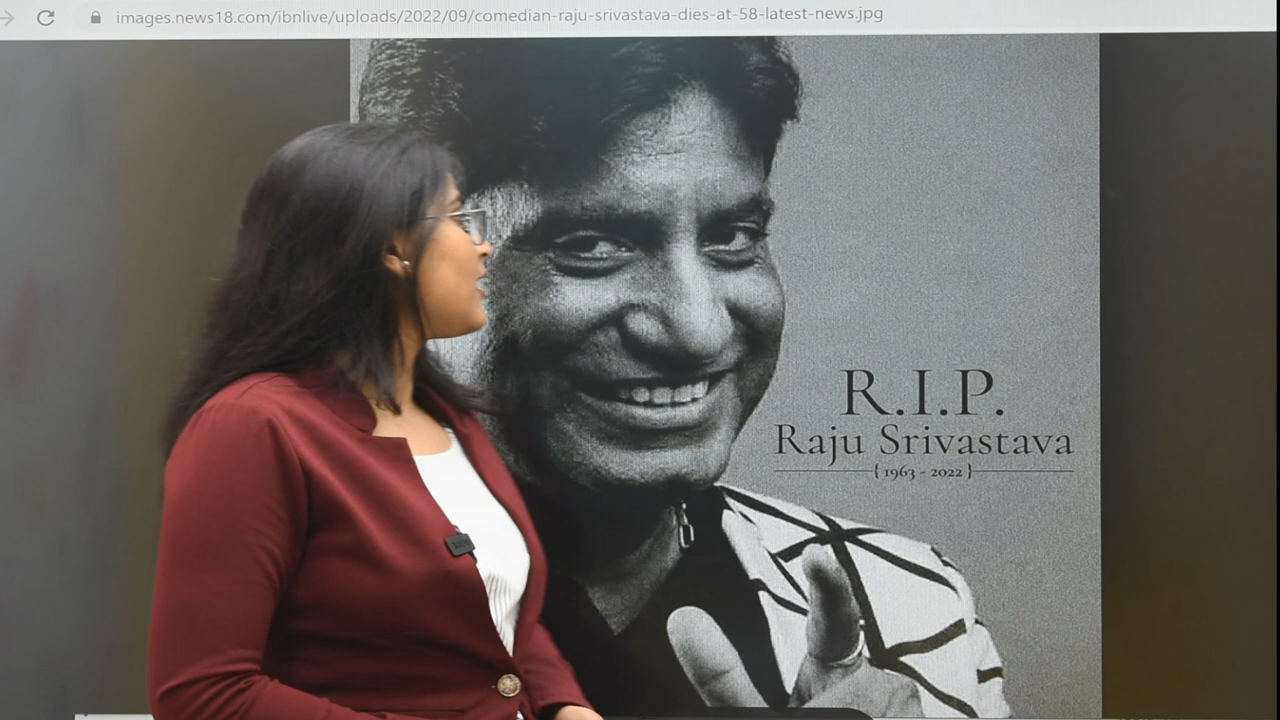 images.news18.com/ibnlive/uploads/2022/09/comedian-raju-srivastava-dies-at-58-latest-news.jpg
R.I.P.
Raju Srivastava
{ 1963 - 2022 }